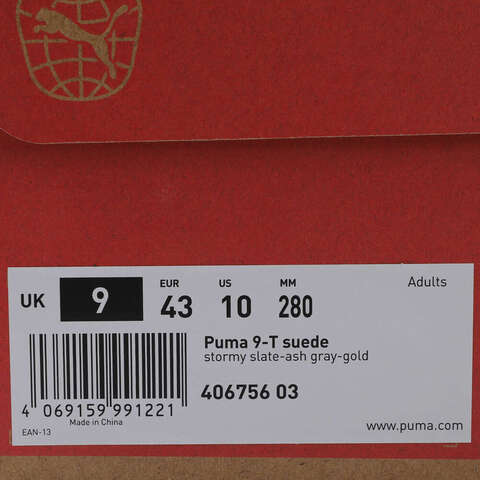 EUR US MM Adults
UK 9 43 10 280
Puma 9-T suede
stormy slate-ash gray-gold
406756 03
4 069159 991221
Made in China
www.puma.com
EAN-13